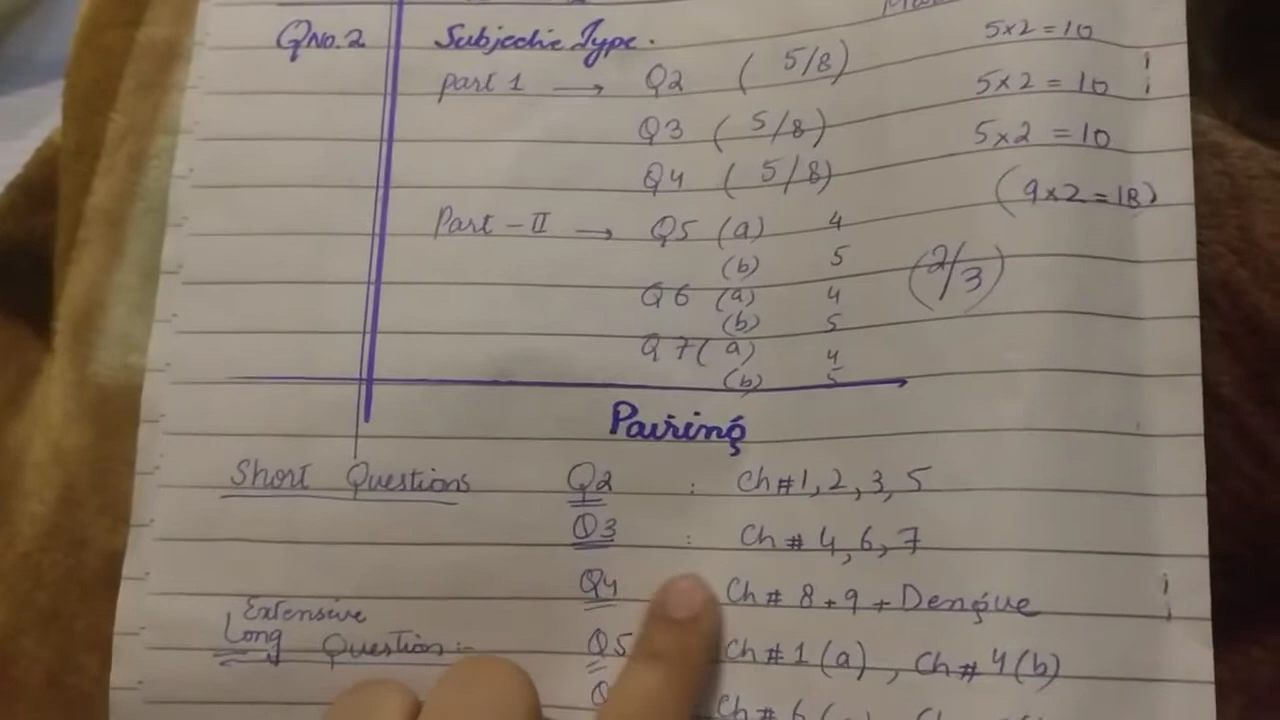 QNo.2 Subjective Type. 5x2=10
part 1 → Q2 (5/8) 5x2=10
Q3 (5/8) 5x2=10
Q4 (5/8) (9x2=18)
Part-II → Q5 (a) 4
(b) 5 (2/3)
Q6 (a) 4
(b) 5
Q7 (a) 4
(b) 5
Pairing
Short Questions Q2 : Ch#1,2,3,5
Q3 : Ch#4,6,7
Q4 Ch#8+9+Dengue
Extensive
Long Question:- Q5 Ch#1(a), Ch#4(b)
Ch#6